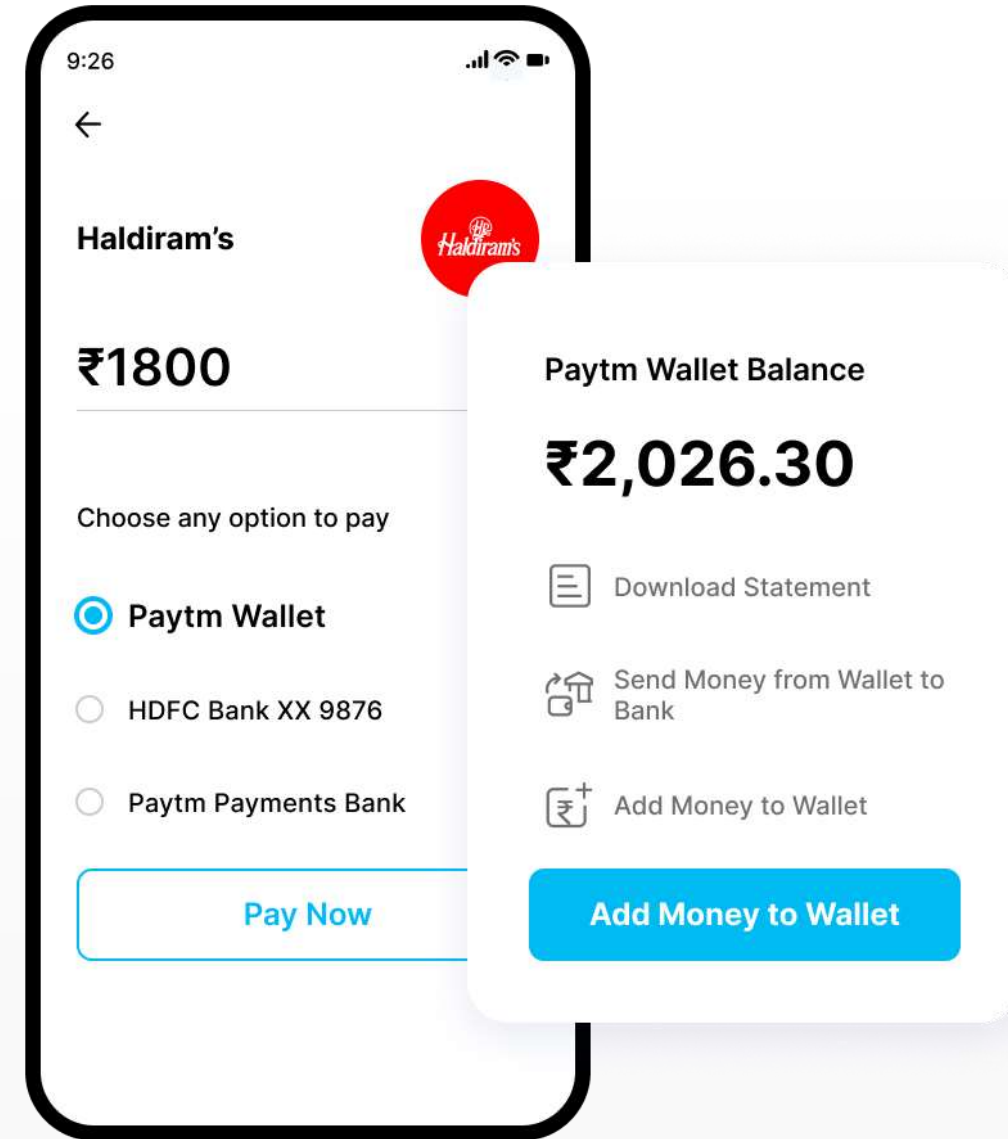 9:26
Haldiram's
HR
Haldiram's
₹1800
Choose any option to pay
Paytm Wallet
HDFC Bank XX 9876
Paytm Payments Bank
Pay Now
Paytm Wallet Balance
₹2,026.30
Download Statement
Send Money from Wallet to
Bank
Add Money to Wallet
Add Money to Wallet